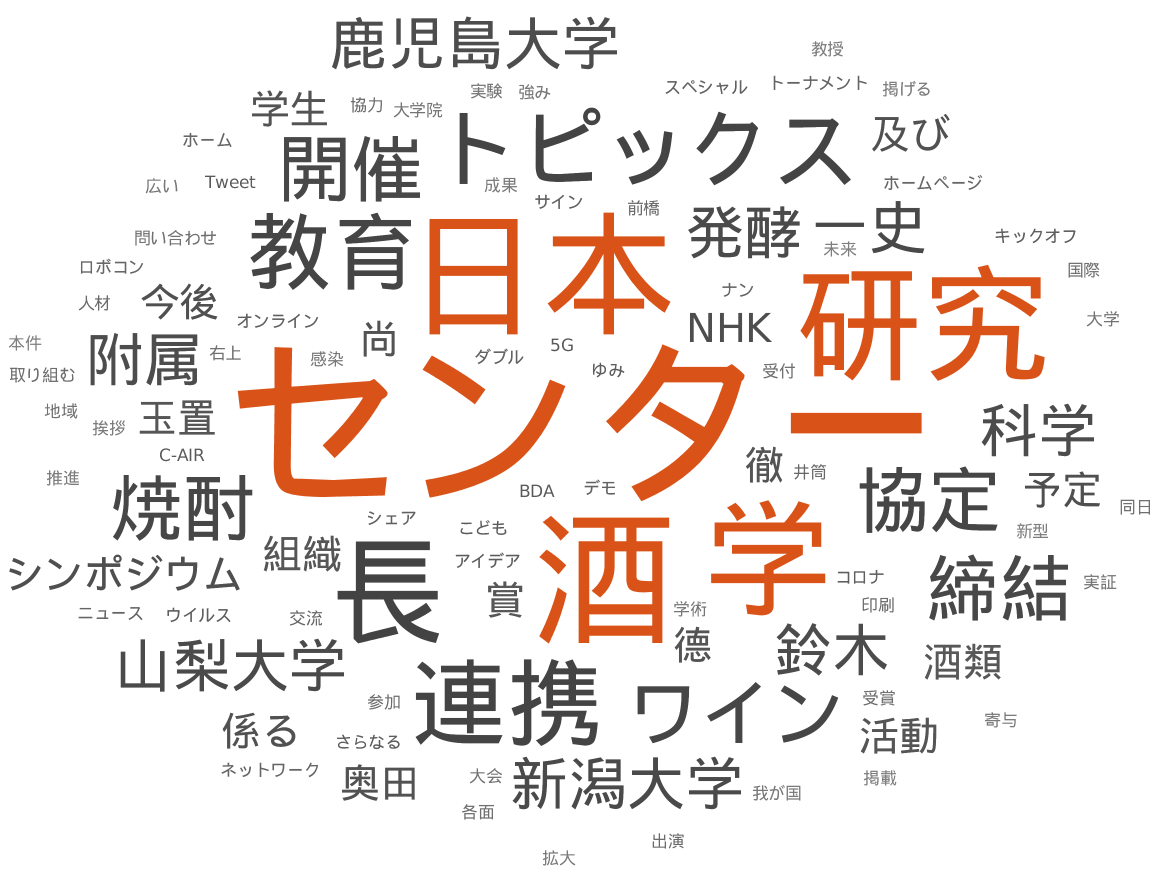 鹿児島大学
教授
スペシャル
トーナメント
掲げる
実験
強み
学生
協力
大学院
トピックス
及び
ホーム
開催
広い
Tweet
成果
ホームページ
サイン
前橋
教育
日本
発酵
一史
未来
問い合わせ
キックオフ
ロボコン
国際
研究
人材
今後
ナン
オンライン
尚
NHK
大学
本件
附属
右上
感染
ダブル
5G
ゆみ
受付
取り組む
センター
地域
挨拶
玉置
科学
C-AIR
徹
井筒
推進
焼酎
BDA
デモ
協定
予定
同日
シェア
こども
新型
シンポジウム
組織
長
アイデア
酒
学
コロナ
締結
実証
賞
学術
印刷
ニュース
ウイルス
交流
徳
鈴木
酒類
山梨大学
連携
ワイン
参加
受賞
係る
さらなる
活動
寄与
ネットワーク
奥田
大会
新潟大学
我が国
掲載
各面
出演
拡大